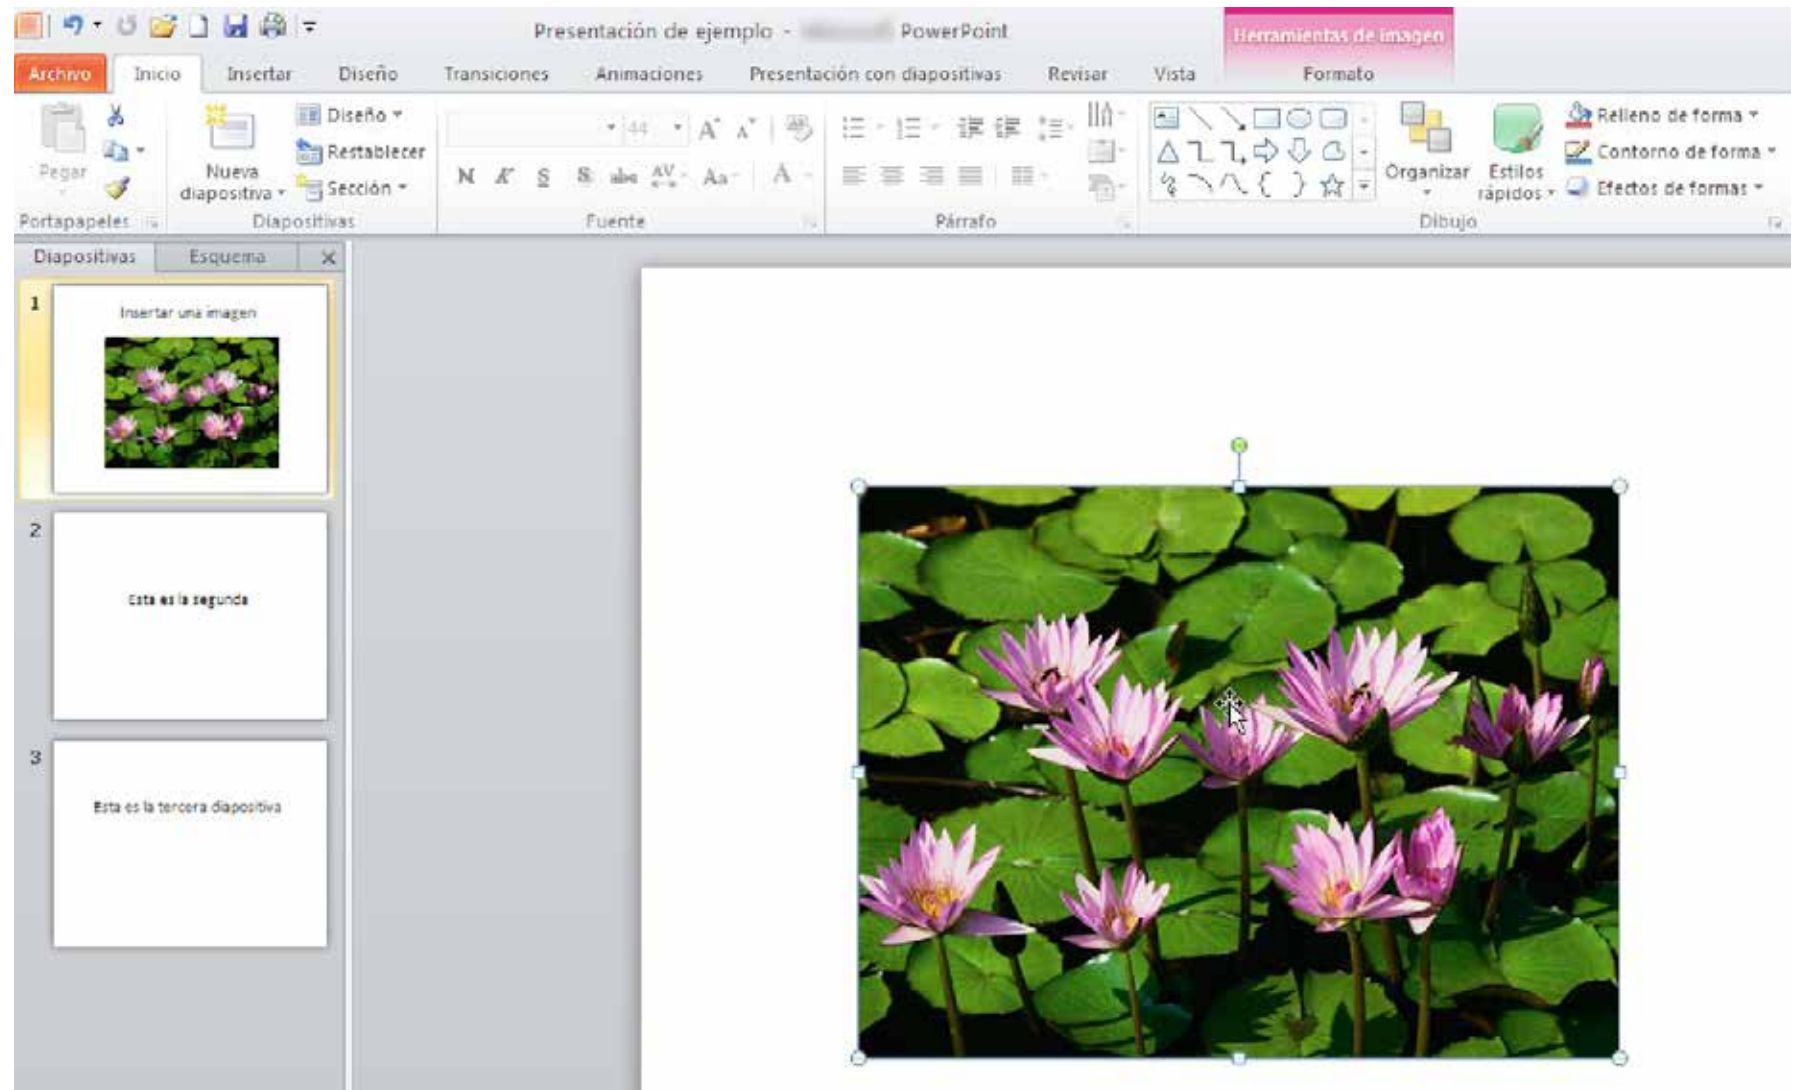 Presentación de ejemplo - PowerPoint
Herramientas de imagen
Archivo Inicio Insertar Diseño Transiciones Animaciones Presentación con diapositivas Revisar Vista Formato
Pegar
Nueva diapositiva
Diseño
Restablecer
Sección
44 A A
N K S S abc AV Aa A
Organizar
Estilos rápidos
Relleno de forma
Contorno de forma
Efectos de formas
Portapapeles Diapositivas Fuente Párrafo Dibujo
Diapositivas Esquema
1
Insertar una imagen
2
Esta es la segunda
3
Esta es la tercera diapositiva